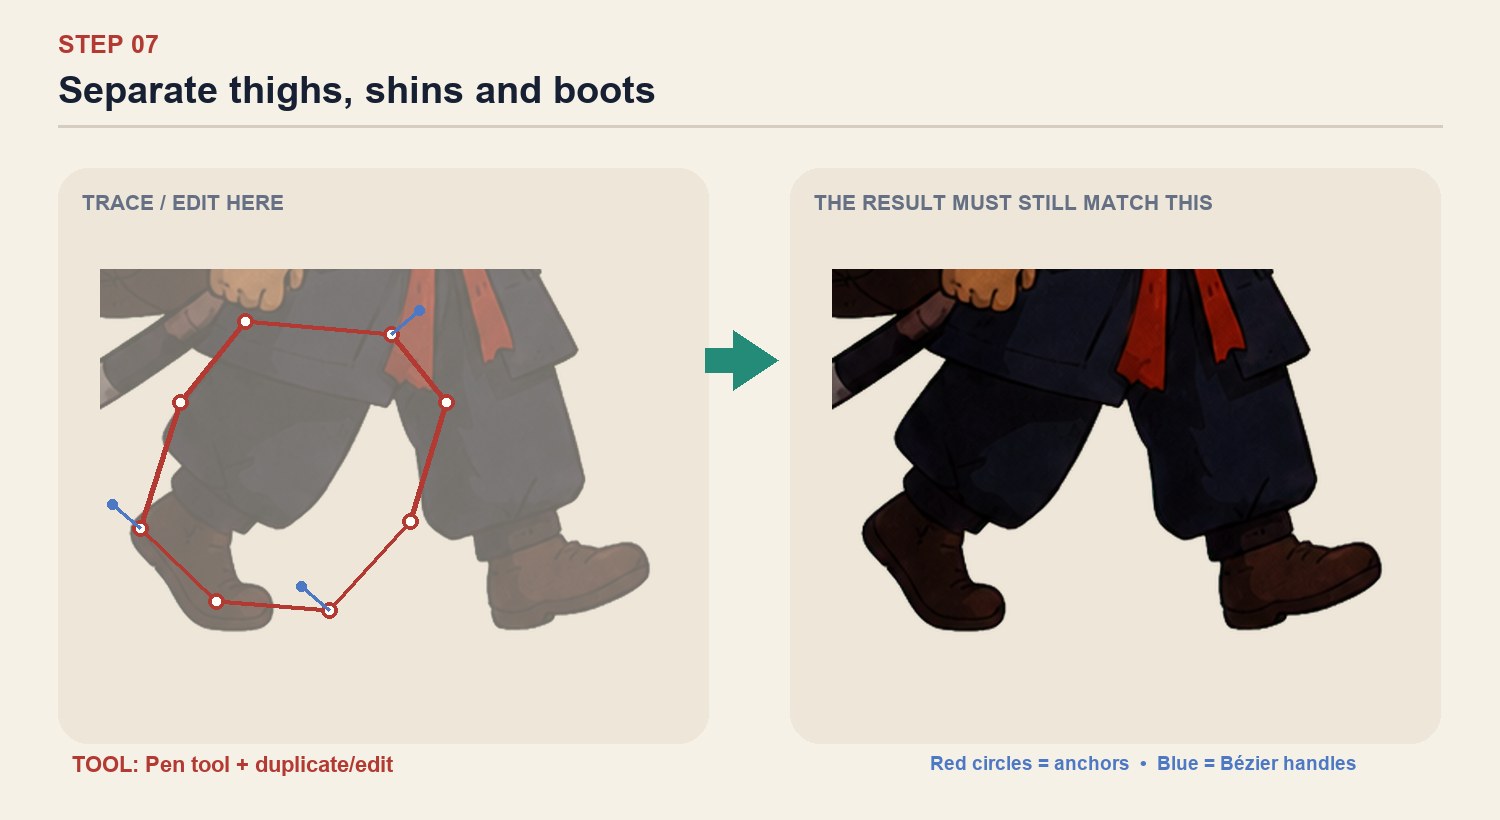 STEP 07
Separate thighs, shins and boots
TRACE / EDIT HERE
THE RESULT MUST STILL MATCH THIS
TOOL: Pen tool + duplicate/edit
Red circles = anchors • Blue = Bézier handles